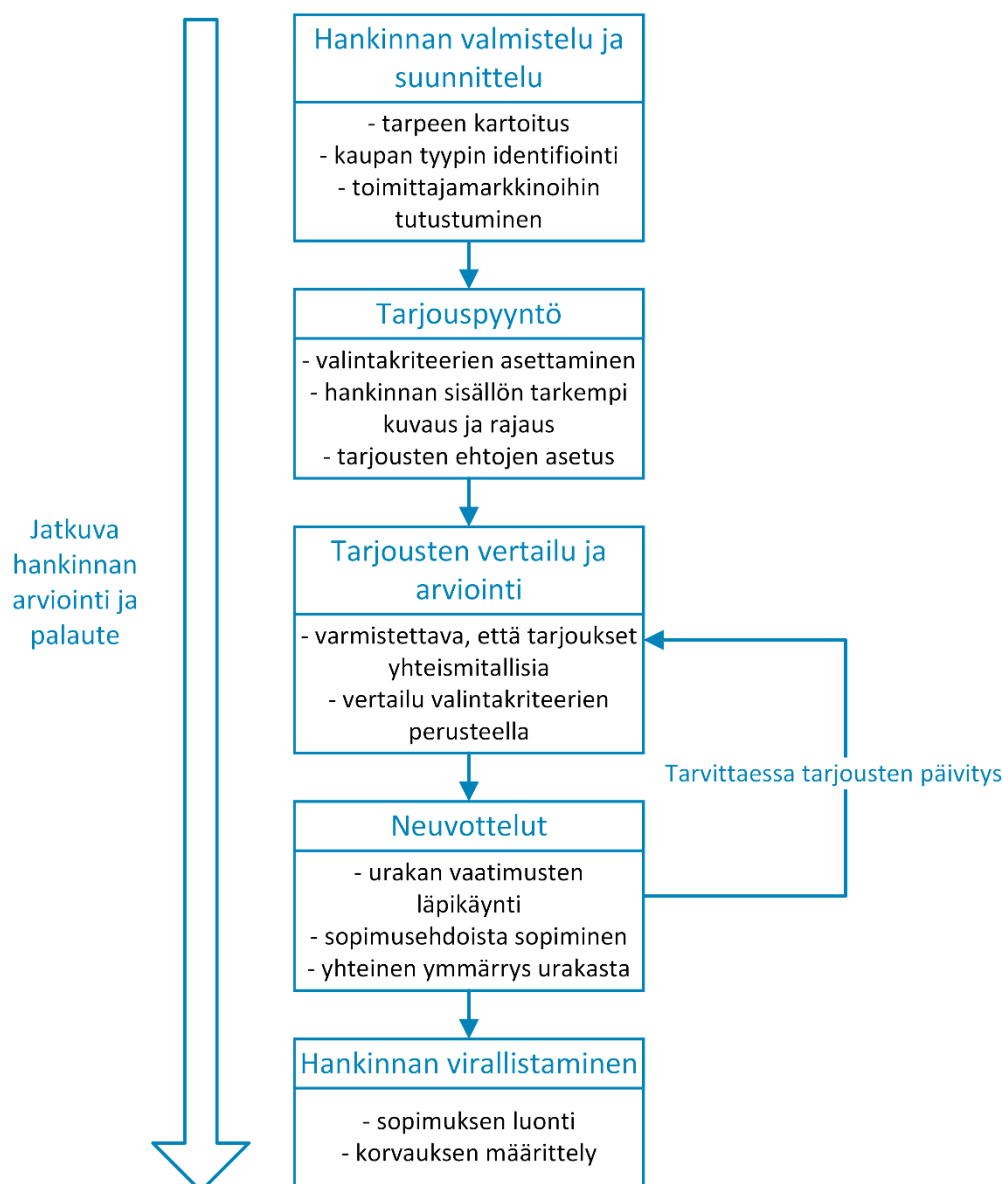 Hankinnan valmistelu ja
suunnittelu
- tarpeen kartoitus
- kaupan tyypin identifiointi
- toimittajamarkkinoihin
tutustuminen
Tarjouspyyntö
- valintakriteerien asettaminen
- hankinnan sisällön tarkempi
kuvaus ja rajaus
- tarjousten ehtojen asetus
Jatkuva
hankinnan
arviointi ja
palaute
Tarjousten vertailu ja
arviointi
- varmistettava, että tarjoukset
yhteismitallisia
- vertailu valintakriteerien
perusteella
Tarvittaessa tarjousten päivitys
Neuvottelut
- urakan vaatimusten
läpikäynti
- sopimusehdoista sopiminen
- yhteinen ymmärrys urakasta
Hankinnan virallistaminen
- sopimuksen luonti
- korvauksen määrittely